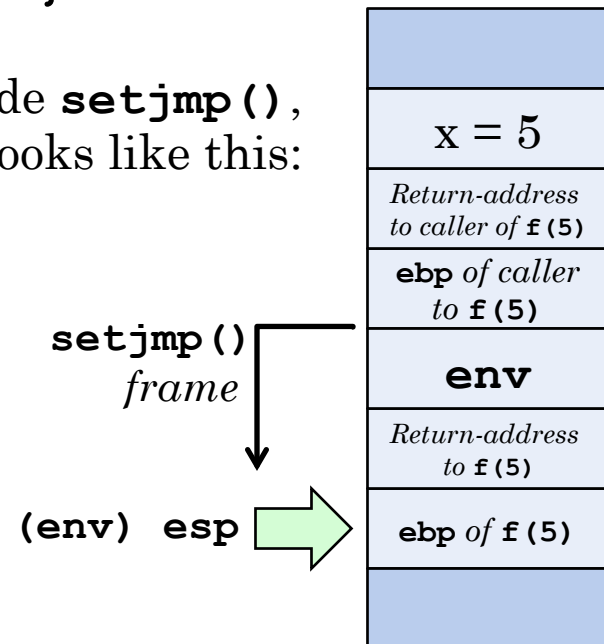 de setjmp(),
ooks like this:
x = 5
Return-address
to caller of f(5)
ebp of caller
to f(5)
setjmp()
frame
env
Return-address
to f(5)
(env) esp
ebp of f(5)